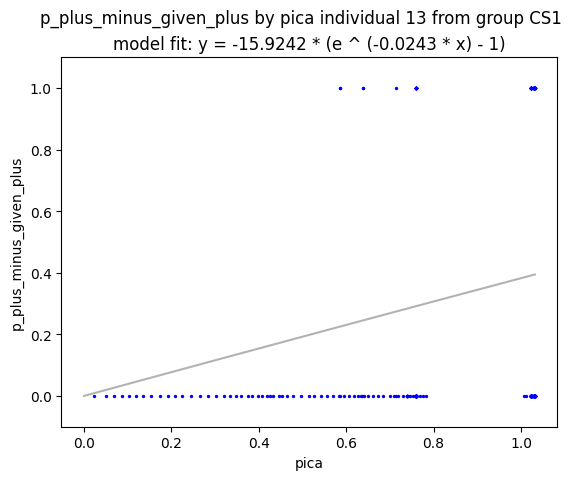 p_plus_minus_given_plus by pica individual 13 from group CS1
model fit: y = -15.9242 * (e ^ (-0.0243 * x) - 1)
1.0
0.8
0.6
0.4
0.2
0.0
p_plus_minus_given_plus
0.0 0.2 0.4 0.6 0.8 1.0
pica